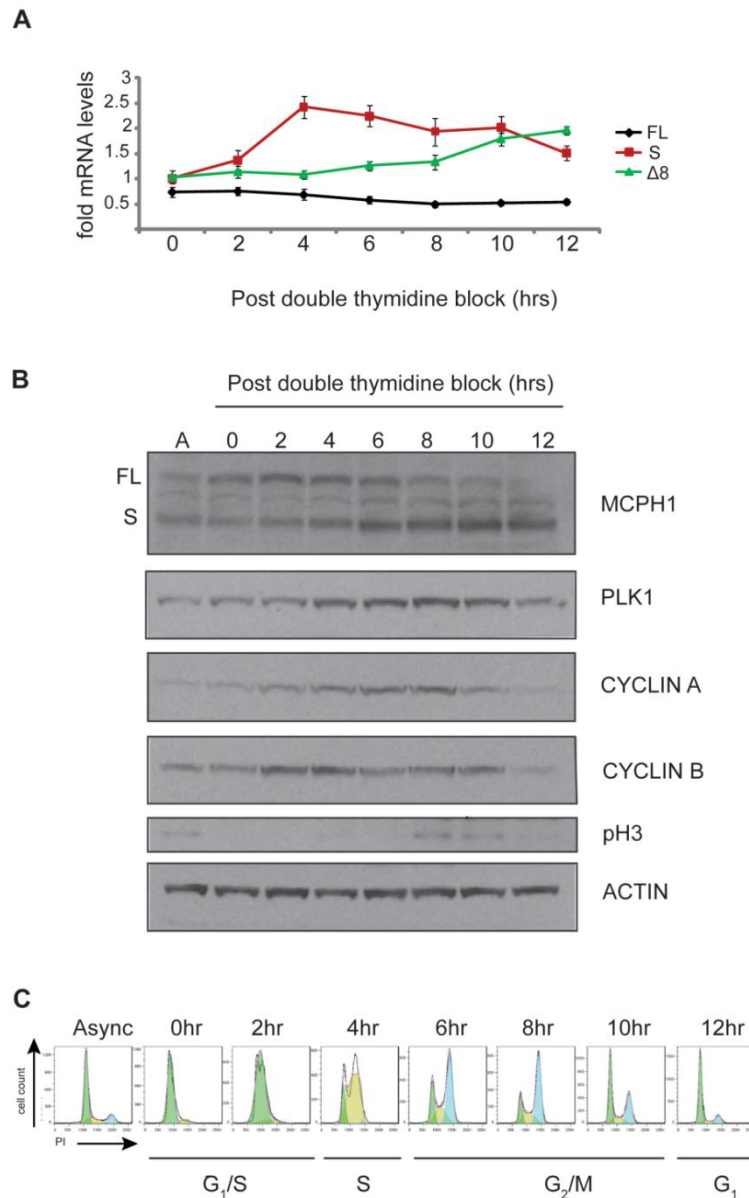 A
3
2.5
2
1.5
1
0.5
fold mRNA levels
0 2 4 6 8 10 12
Post double thymidine block (hrs)
FL
S
Δ8
B
Post double thymidine block (hrs)
A 0 2 4 6 8 10 12
FL
S
MCPH1
PLK1
CYCLIN A
CYCLIN B
pH3
ACTIN
C
Async 0hr 2hr 4hr 6hr 8hr 10hr 12hr
cell count
PI
G₁/S S G₂/M G₁